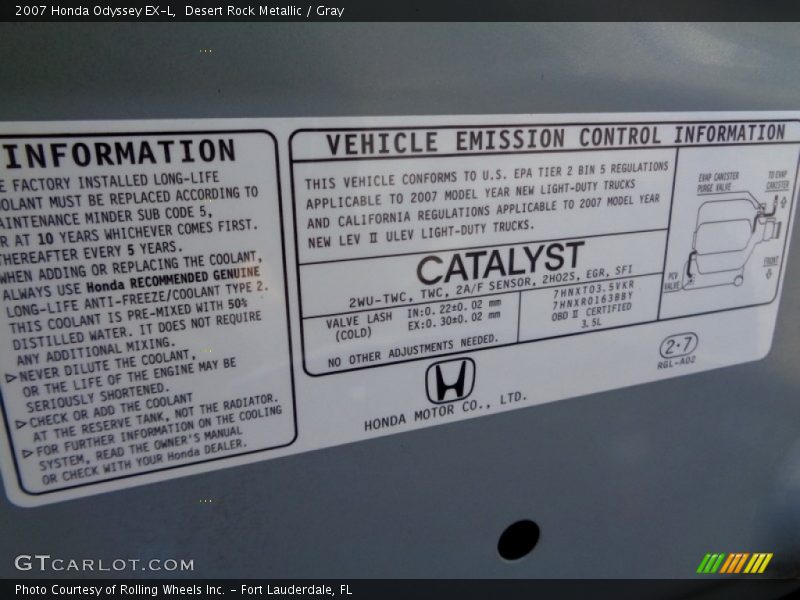 2007 Honda Odyssey EX-L,  Desert Rock Metallic / Gray
INFORMATION
E FACTORY INSTALLED LONG-LIFE
OOLANT MUST BE REPLACED ACCORDING TO
AINTENANCE MINDER SUB CODE 5,
R AT 10 YEARS WHICHEVER COMES FIRST.
THEREAFTER EVERY 5 YEARS.
WHEN ADDING OR REPLACING THE COOLANT,
ALWAYS USE Honda RECOMMENDED GENUINE
LONG-LIFE ANTI-FREEZE/COOLANT TYPE 2.
THIS COOLANT IS PRE-MIXED WITH 50%
DISTILLED WATER. IT DOES NOT REQUIRE
ANY ADDITIONAL MIXING.
▷NEVER DILUTE THE COOLANT,
OR THE LIFE OF THE ENGINE MAY BE
SERIOUSLY SHORTENED.
▷CHECK OR ADD THE COOLANT
AT THE RESERVE TANK, NOT THE RADIATOR.
▷FOR FURTHER INFORMATION ON THE COOLING
SYSTEM, READ THE OWNER'S MANUAL
OR CHECK WITH YOUR Honda DEALER.
VEHICLE EMISSION CONTROL INFORMATION
THIS VEHICLE CONFORMS TO U.S. EPA TIER 2 BIN 5 REGULATIONS
APPLICABLE TO 2007 MODEL YEAR NEW LIGHT-DUTY TRUCKS
AND CALIFORNIA REGULATIONS APPLICABLE TO 2007 MODEL YEAR
NEW LEV II ULEV LIGHT-DUTY TRUCKS.
CATALYST
2WU-TWC, TWC, 2A/F SENSOR, 2HO2S, EGR, SFI
VALVE LASH IN:0.22±0.02 mm
(COLD) EX:0.30±0.02 mm
NO OTHER ADJUSTMENTS NEEDED.
7HNXT03.5VKR
7HNXR0163BBY
OBD II CERTIFIED
3.5L
EVAP CANISTER
PURGE VALVE
TO EVAP
CANISTER
PCV
VALVE
FRONT
2·7
RGL-A02
HONDA MOTOR CO., LTD.
GTCARLOT.COM
Photo Courtesy of Rolling Wheels Inc. – Fort Lauderdale, FL